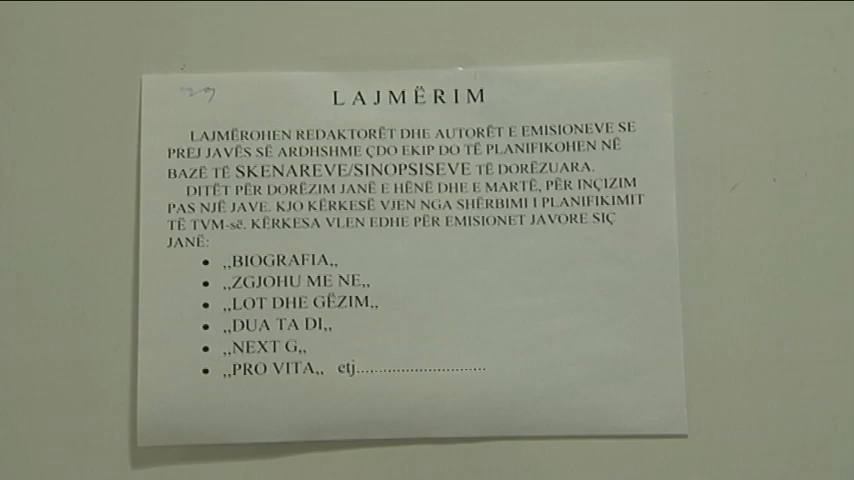 LAJMËRIM
LAJMËROHEN REDAKTORËT DHE AUTORËT E EMISIONEVE SE
PREJ JAVËS SË ARDHSHME ÇDO EKIP DO TË PLANIFIKOHEN NË
BAZË TË SKENAREVE/SINOPSISEVE TË DORËZUARA.
DITËT PËR DORËZIM JANË E HËNË DHE E MARTË, PËR INÇIZIM
PAS NJË JAVE. KJO KËRKESË VJEN NGA SHËRBIMI I PLANIFIKIMIT
TË TVM-së. KËRKESA VLEN EDHE PËR EMISIONET JAVORE SIÇ
JANË:
• ,,BIOGRAFIA,,
• ,,ZGJOHU ME NE,,
• ,,LOT DHE GËZIM,,
• ,,DUA TA DI,,
• ,,NEXT G,,
• ,,PRO VITA,, etj............................